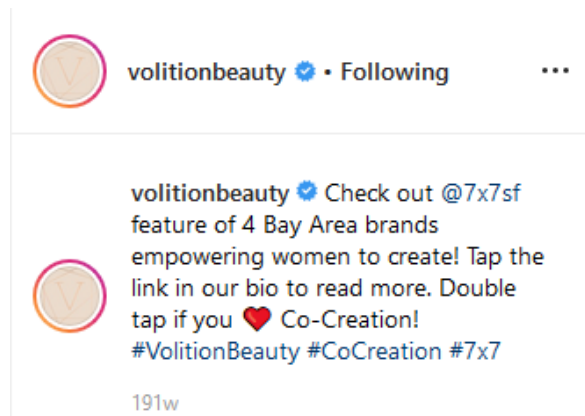 volitionbeauty • Following
volitionbeauty Check out @7x7sf
feature of 4 Bay Area brands
empowering women to create! Tap the
link in our bio to read more. Double
tap if you ❤️ Co-Creation!
#VolitionBeauty #CoCreation #7x7
191w